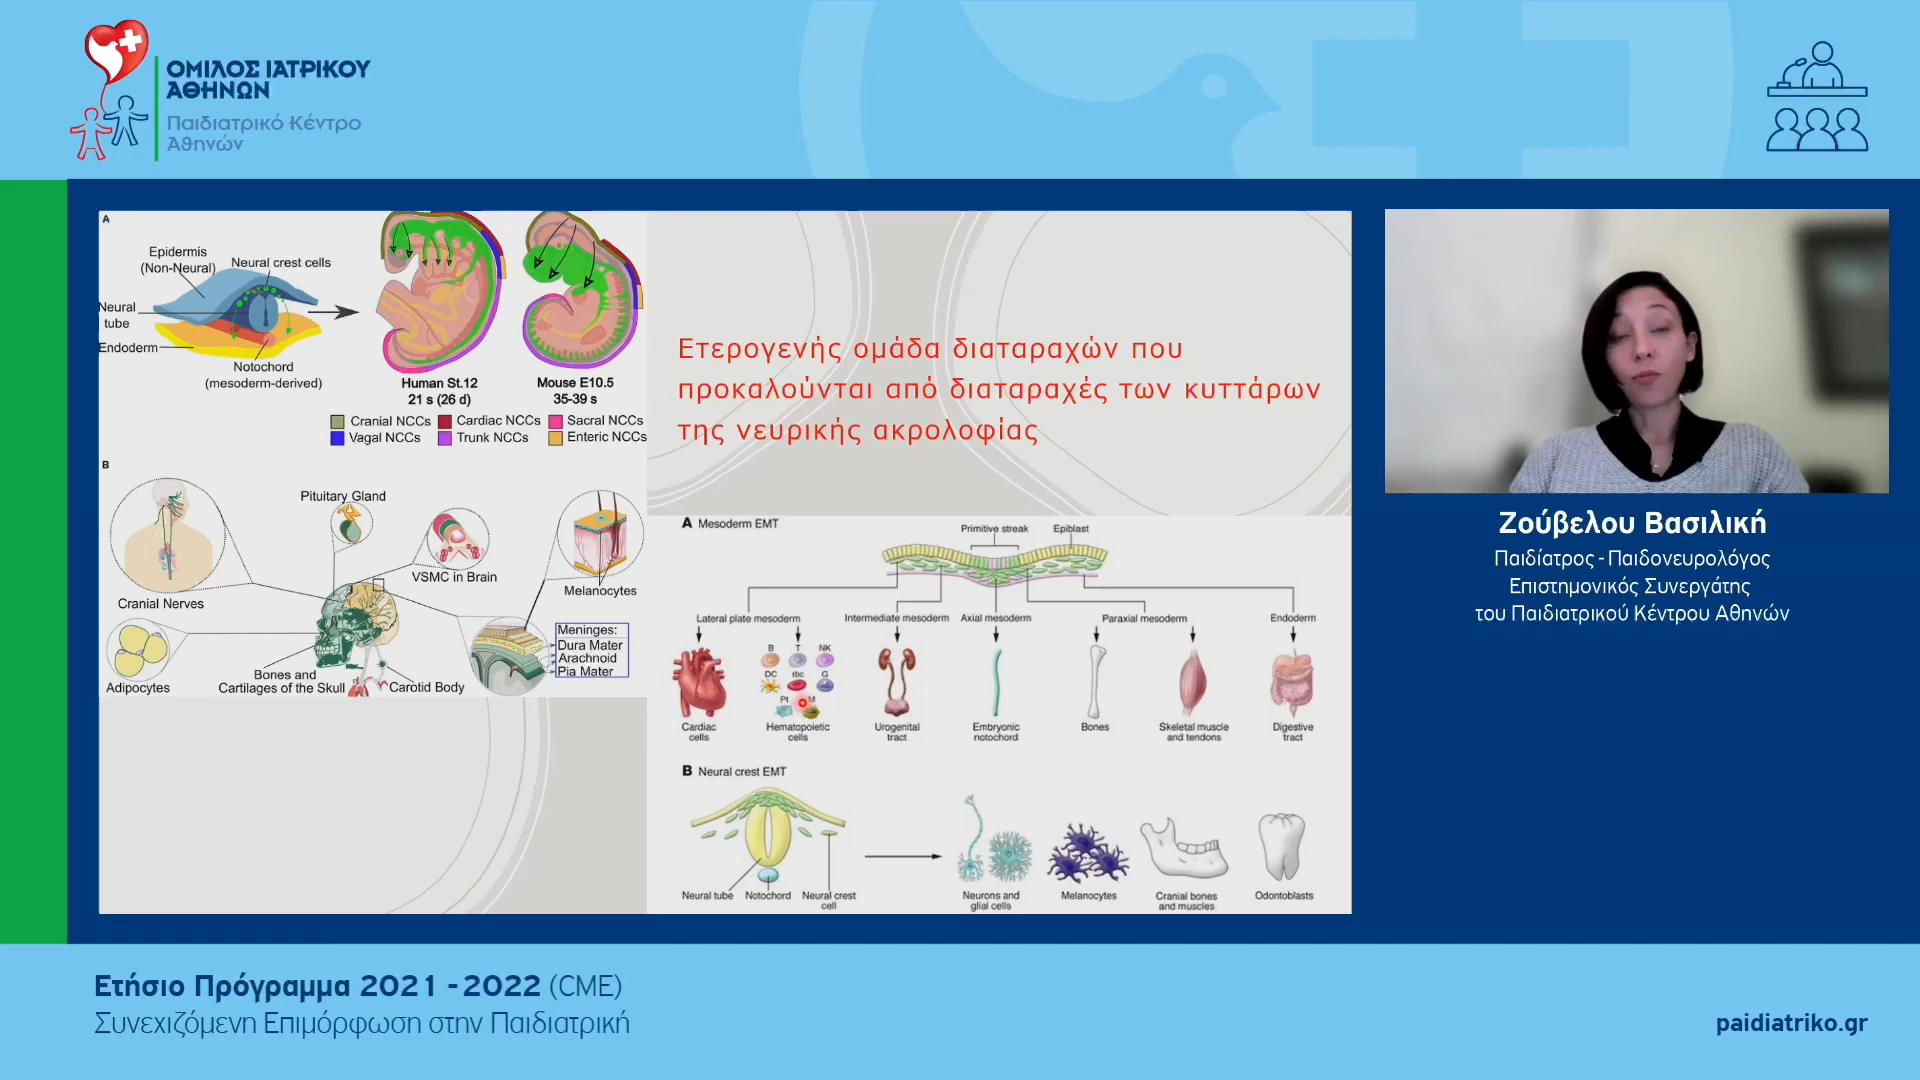 ΟΜΙΛΟΣ ΙΑΤΡΙΚΟΥ
ΑΘΗΝΩΝ
Παιδιατρικό Κέντρο
Αθηνών
A
Epidermis
(Non-Neural)
Neural crest cells
Neural
tube
Endoderm
Notochord
(mesoderm-derived)
Human St.12
21 s (26 d)
Mouse E10.5
35-39 s
Cranial NCCs
Cardiac NCCs
Sacral NCCs
Vagal NCCs
Trunk NCCs
Enteric NCCs
B
Pituitary Gland
VSMC in Brain
Melanocytes
Cranial Nerves
Meninges:
Dura Mater
Arachnoid
Pia Mater
Adipocytes
Bones and
Cartilages of the Skull
Carotid Body
Ετερογενής ομάδα διαταραχών που
προκαλούνται από διαταραχές των κυττάρων
της νευρικής ακρολοφίας
A Mesoderm EMT
Primitive streak
Epiblast
Lateral plate mesoderm
Intermediate mesoderm
Axial mesoderm
Paraxial mesoderm
Endoderm
B T NK
DC rbc G
Pt M
Cardiac
cells
Hematopoietic
cells
Urogenital
tract
Embryonic
notochord
Bones
Skeletal muscle
and tendons
Digestive
tract
B Neural crest EMT
Neural tube
Notochord
Neural crest
cell
Neurons and
glial cells
Melanocytes
Cranial bones
and muscles
Odontoblasts
Ζούβελου Βασιλική
Παιδίατρος - Παιδονευρολόγος
Επιστημονικός Συνεργάτης
του Παιδιατρικού Κέντρου Αθηνών
Ετήσιο Πρόγραμμα 2021 - 2022 (CME)
Συνεχιζόμενη Επιμόρφωση στην Παιδιατρική
paidiatriko.gr